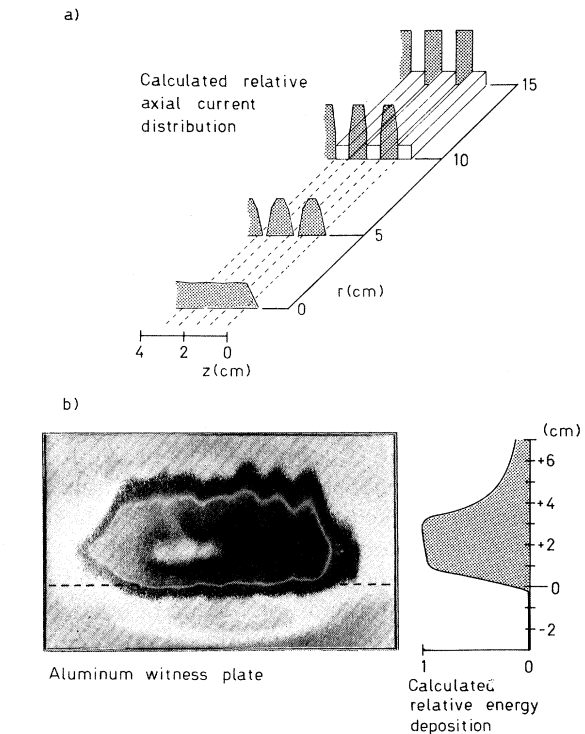 a)
Calculated relative
axial current
distribution
15
10
5
0
r(cm)
4 2 0
z(cm)
b)
(cm)
+6
+4
+2
0
-2
1 0
Aluminum witness plate
Calculated
relative energy
deposition